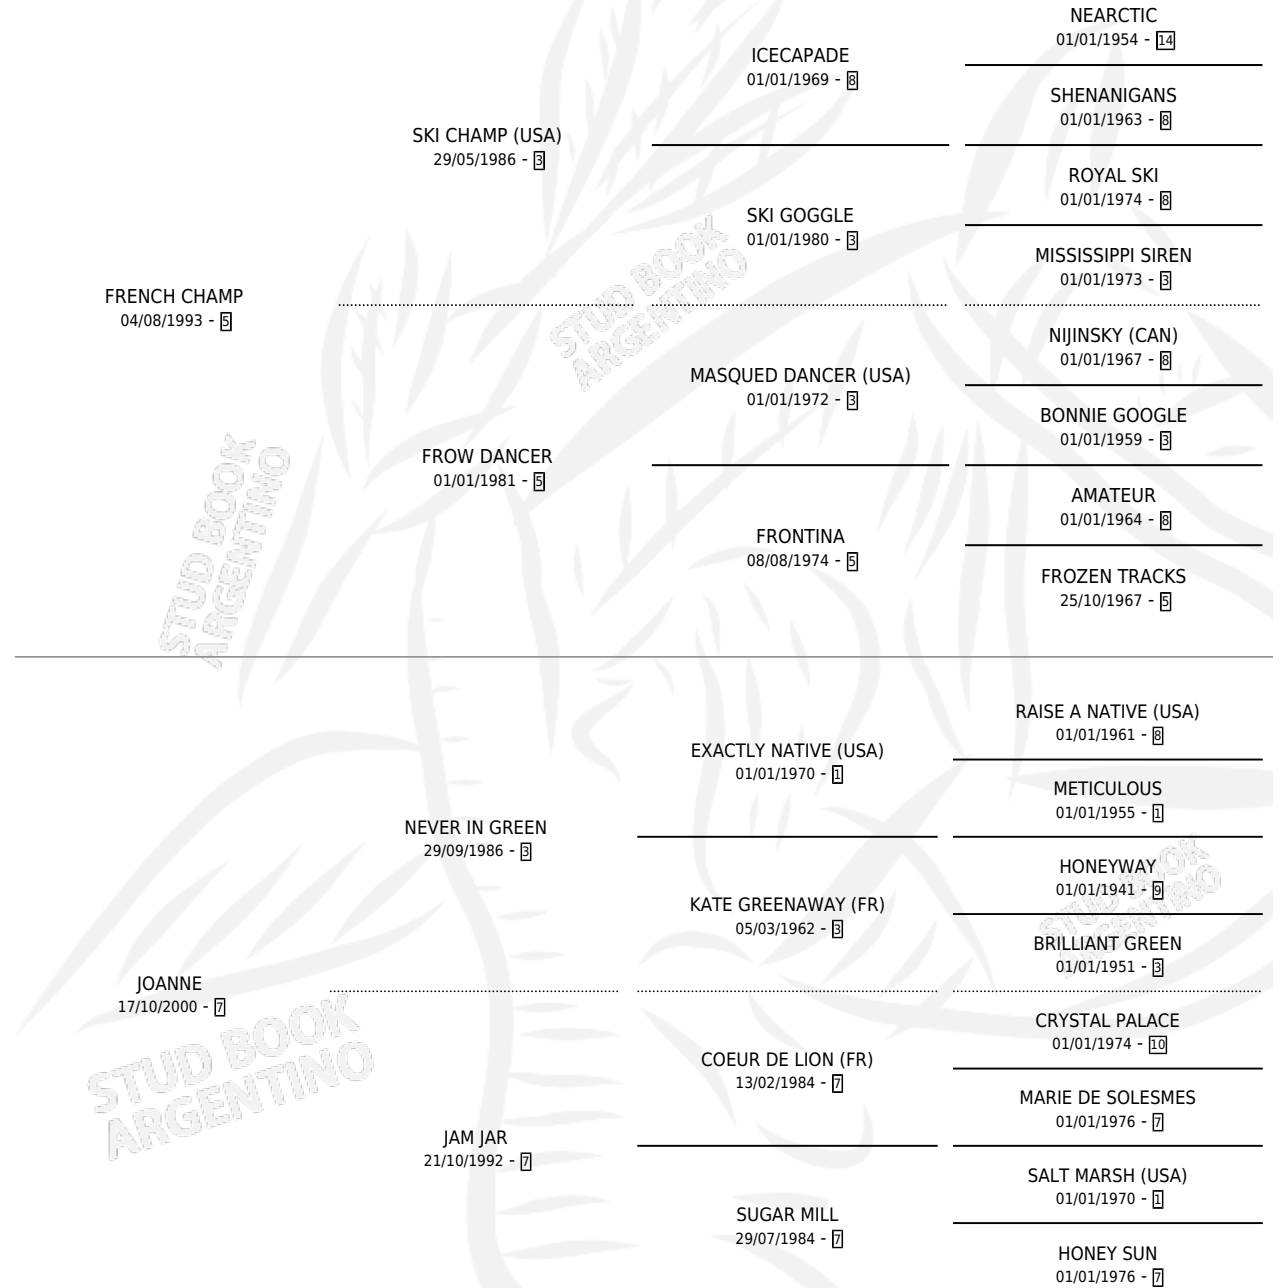 NEARCTIC
01/01/1954 - 14
ICECAPADE
01/01/1969 - 8
SHENANIGANS
01/01/1963 - 8
SKI CHAMP (USA)
29/05/1986 - 3
ROYAL SKI
01/01/1974 - 8
SKI GOGGLE
01/01/1980 - 3
MISSISSIPPI SIREN
01/01/1973 - 3
FRENCH CHAMP
04/08/1993 - 5
NIJINSKY (CAN)
01/01/1967 - 8
MASQUED DANCER (USA)
01/01/1972 - 3
BONNIE GOOGLE
01/01/1959 - 3
FROW DANCER
01/01/1981 - 5
AMATEUR
01/01/1964 - 8
FRONTINA
08/08/1974 - 5
FROZEN TRACKS
25/10/1967 - 5
RAISE A NATIVE (USA)
01/01/1961 - 8
EXACTLY NATIVE (USA)
01/01/1970 - 1
METICULOUS
01/01/1955 - 1
NEVER IN GREEN
29/09/1986 - 3
HONEYWAY
01/01/1941 - 9
KATE GREENAWAY (FR)
05/03/1962 - 3
BRILLIANT GREEN
01/01/1951 - 3
JOANNE
17/10/2000 - 7
CRYSTAL PALACE
01/01/1974 - 10
COEUR DE LION (FR)
13/02/1984 - 7
MARIE DE SOLESMES
01/01/1976 - 7
JAM JAR
21/10/1992 - 7
SALT MARSH (USA)
01/01/1970 - 1
SUGAR MILL
29/07/1984 - 7
HONEY SUN
01/01/1976 - 7
STUD BOOK
ARGENTINO
STUD BOOK
ARGENTINO
STUD BOOK
ARGENTINO
STUD BOOK
ARGENTINO